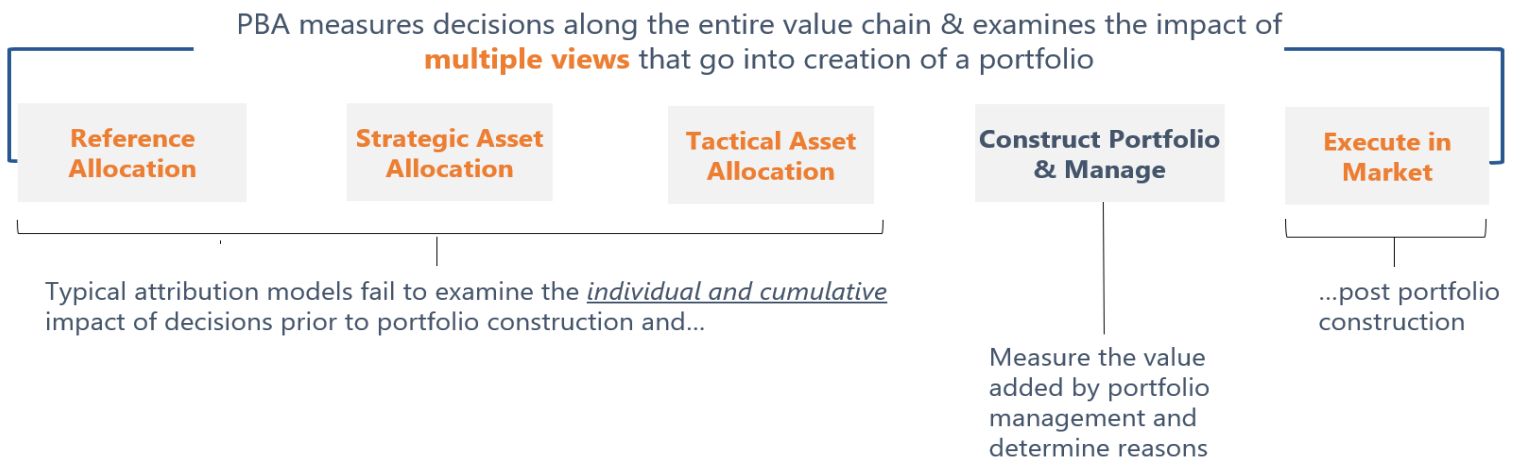 PBA measures decisions along the entire value chain & examines the impact of
multiple views that go into creation of a portfolio
Reference
Allocation
Strategic Asset
Allocation
Tactical Asset
Allocation
Construct Portfolio
& Manage
Execute in
Market
Typical attribution models fail to examine the individual and cumulative
impact of decisions prior to portfolio construction and...
...post portfolio
construction
Measure the value
added by portfolio
management and
determine reasons